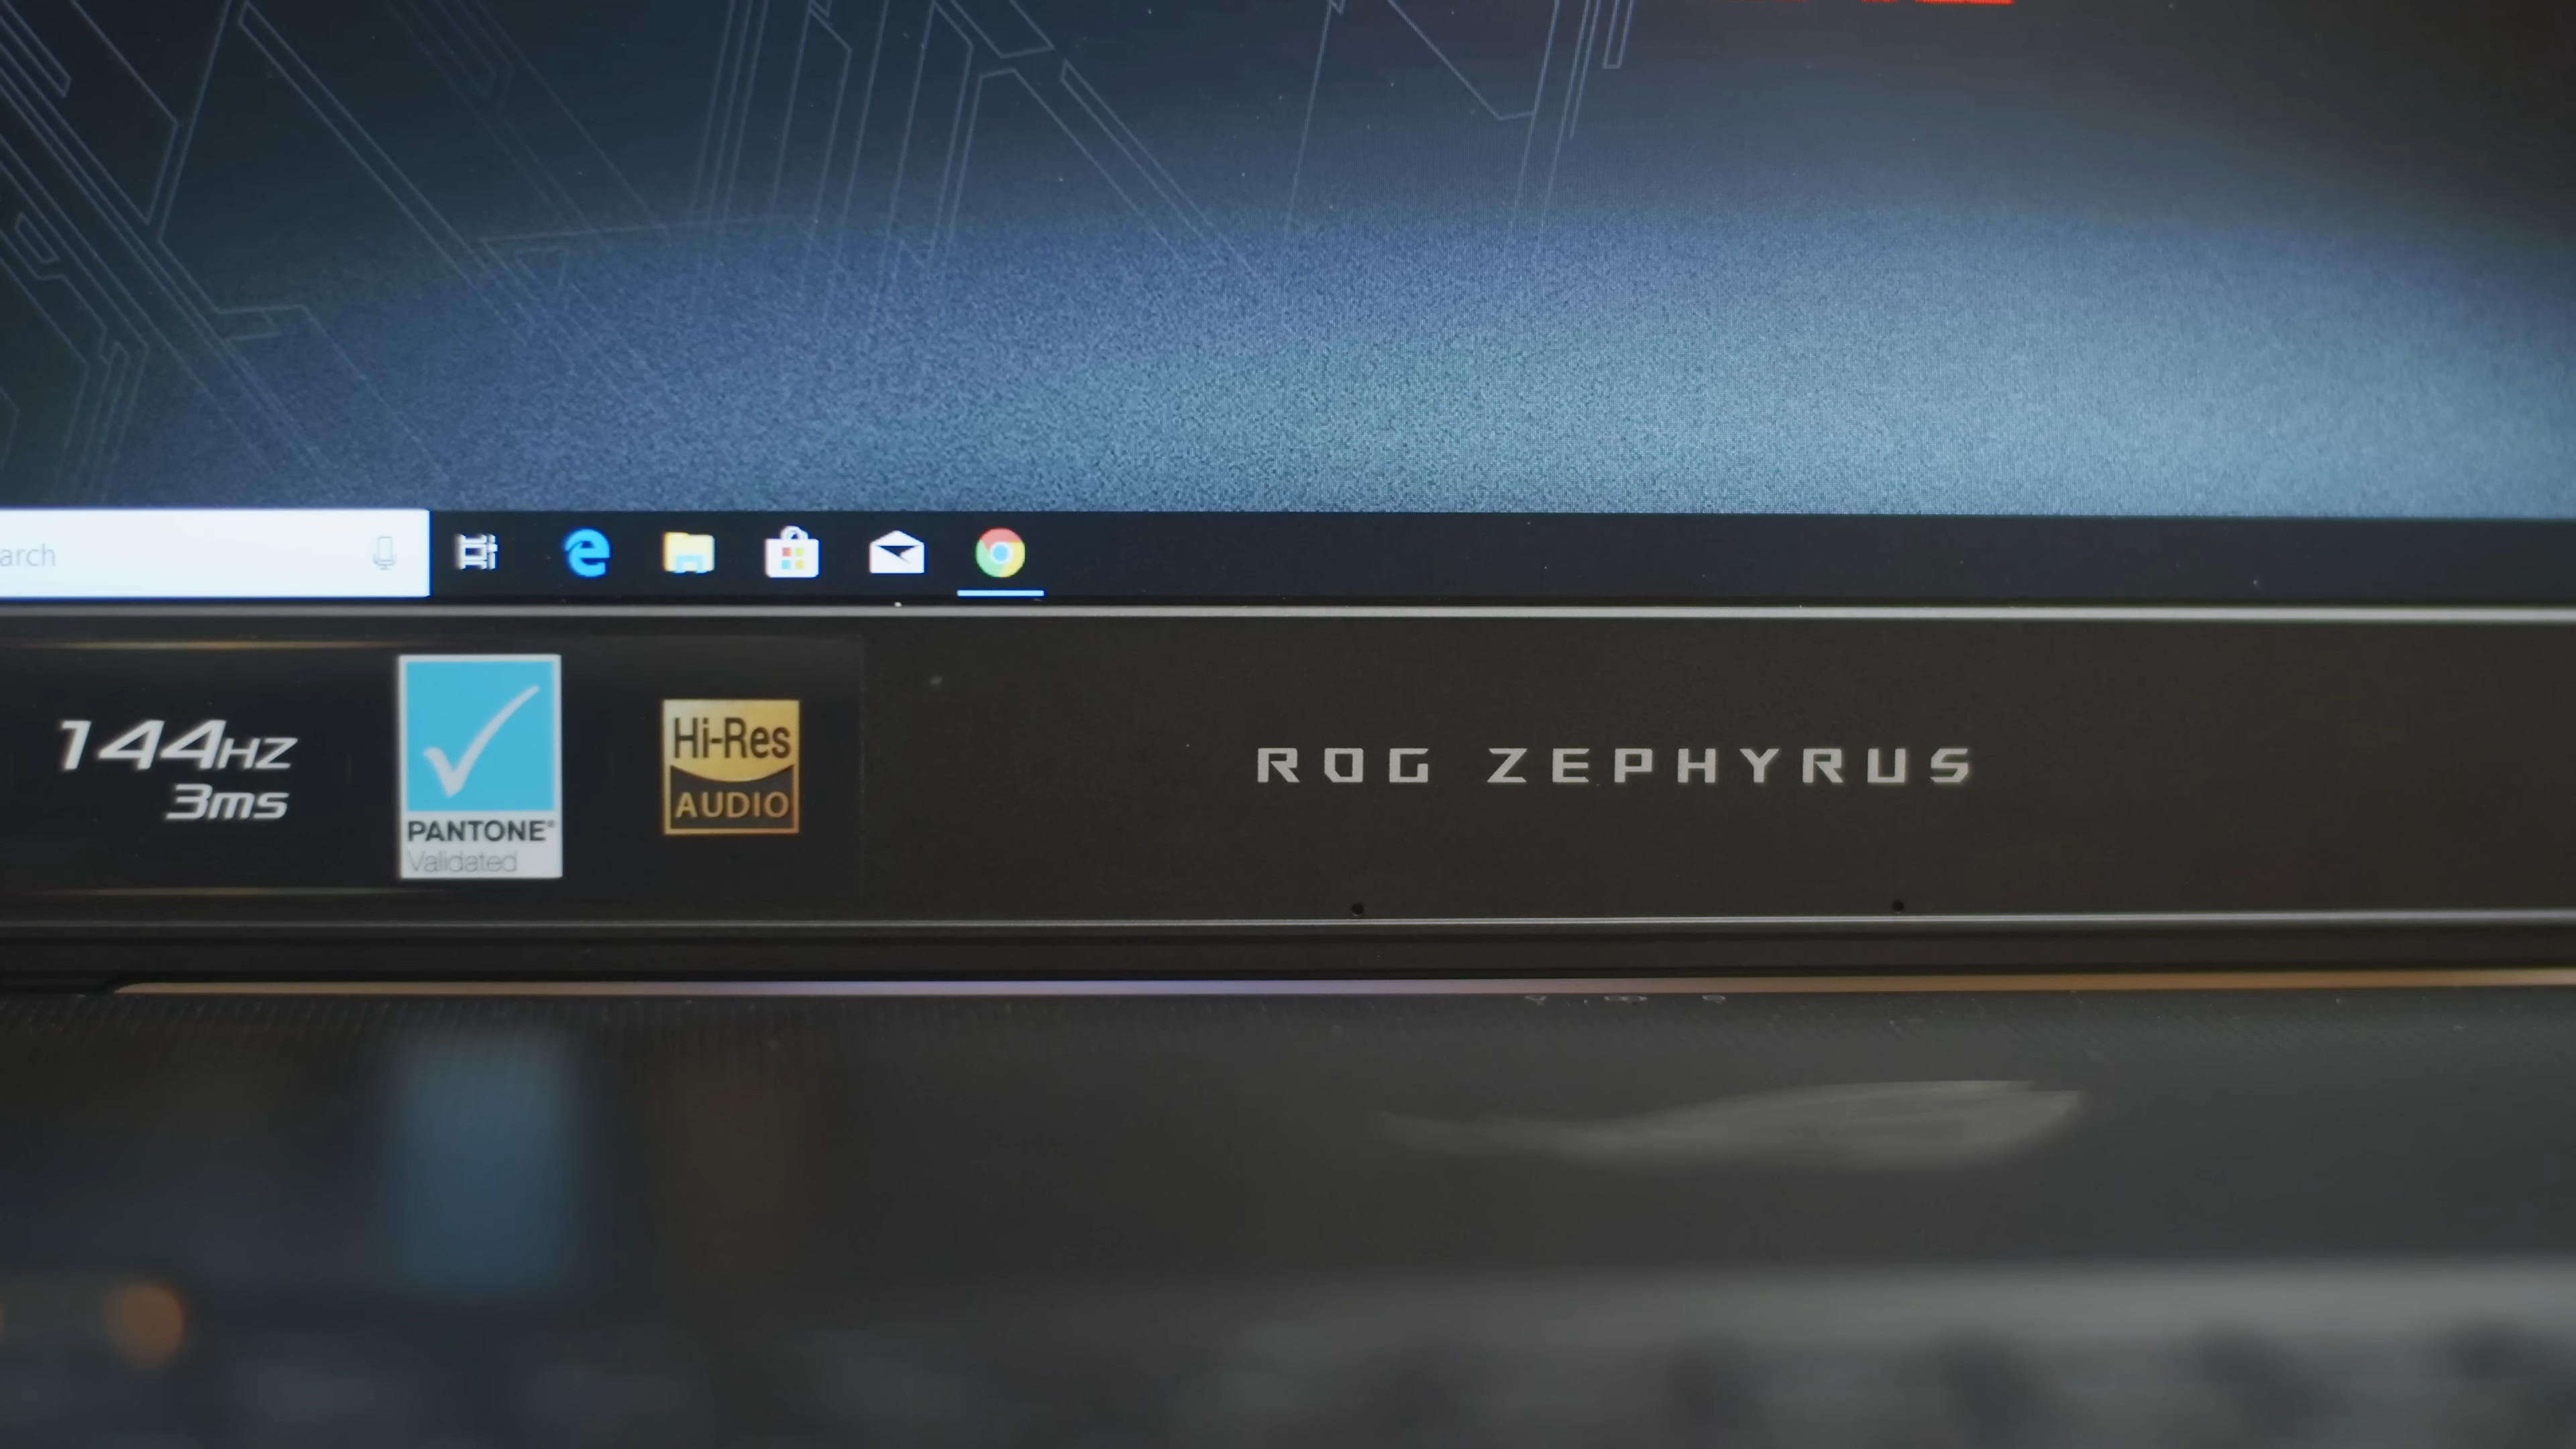 arch
144HZ
3ms
PANTONE®
Validated
Hi-Res
AUDIO
ROG ZEPHYRUS